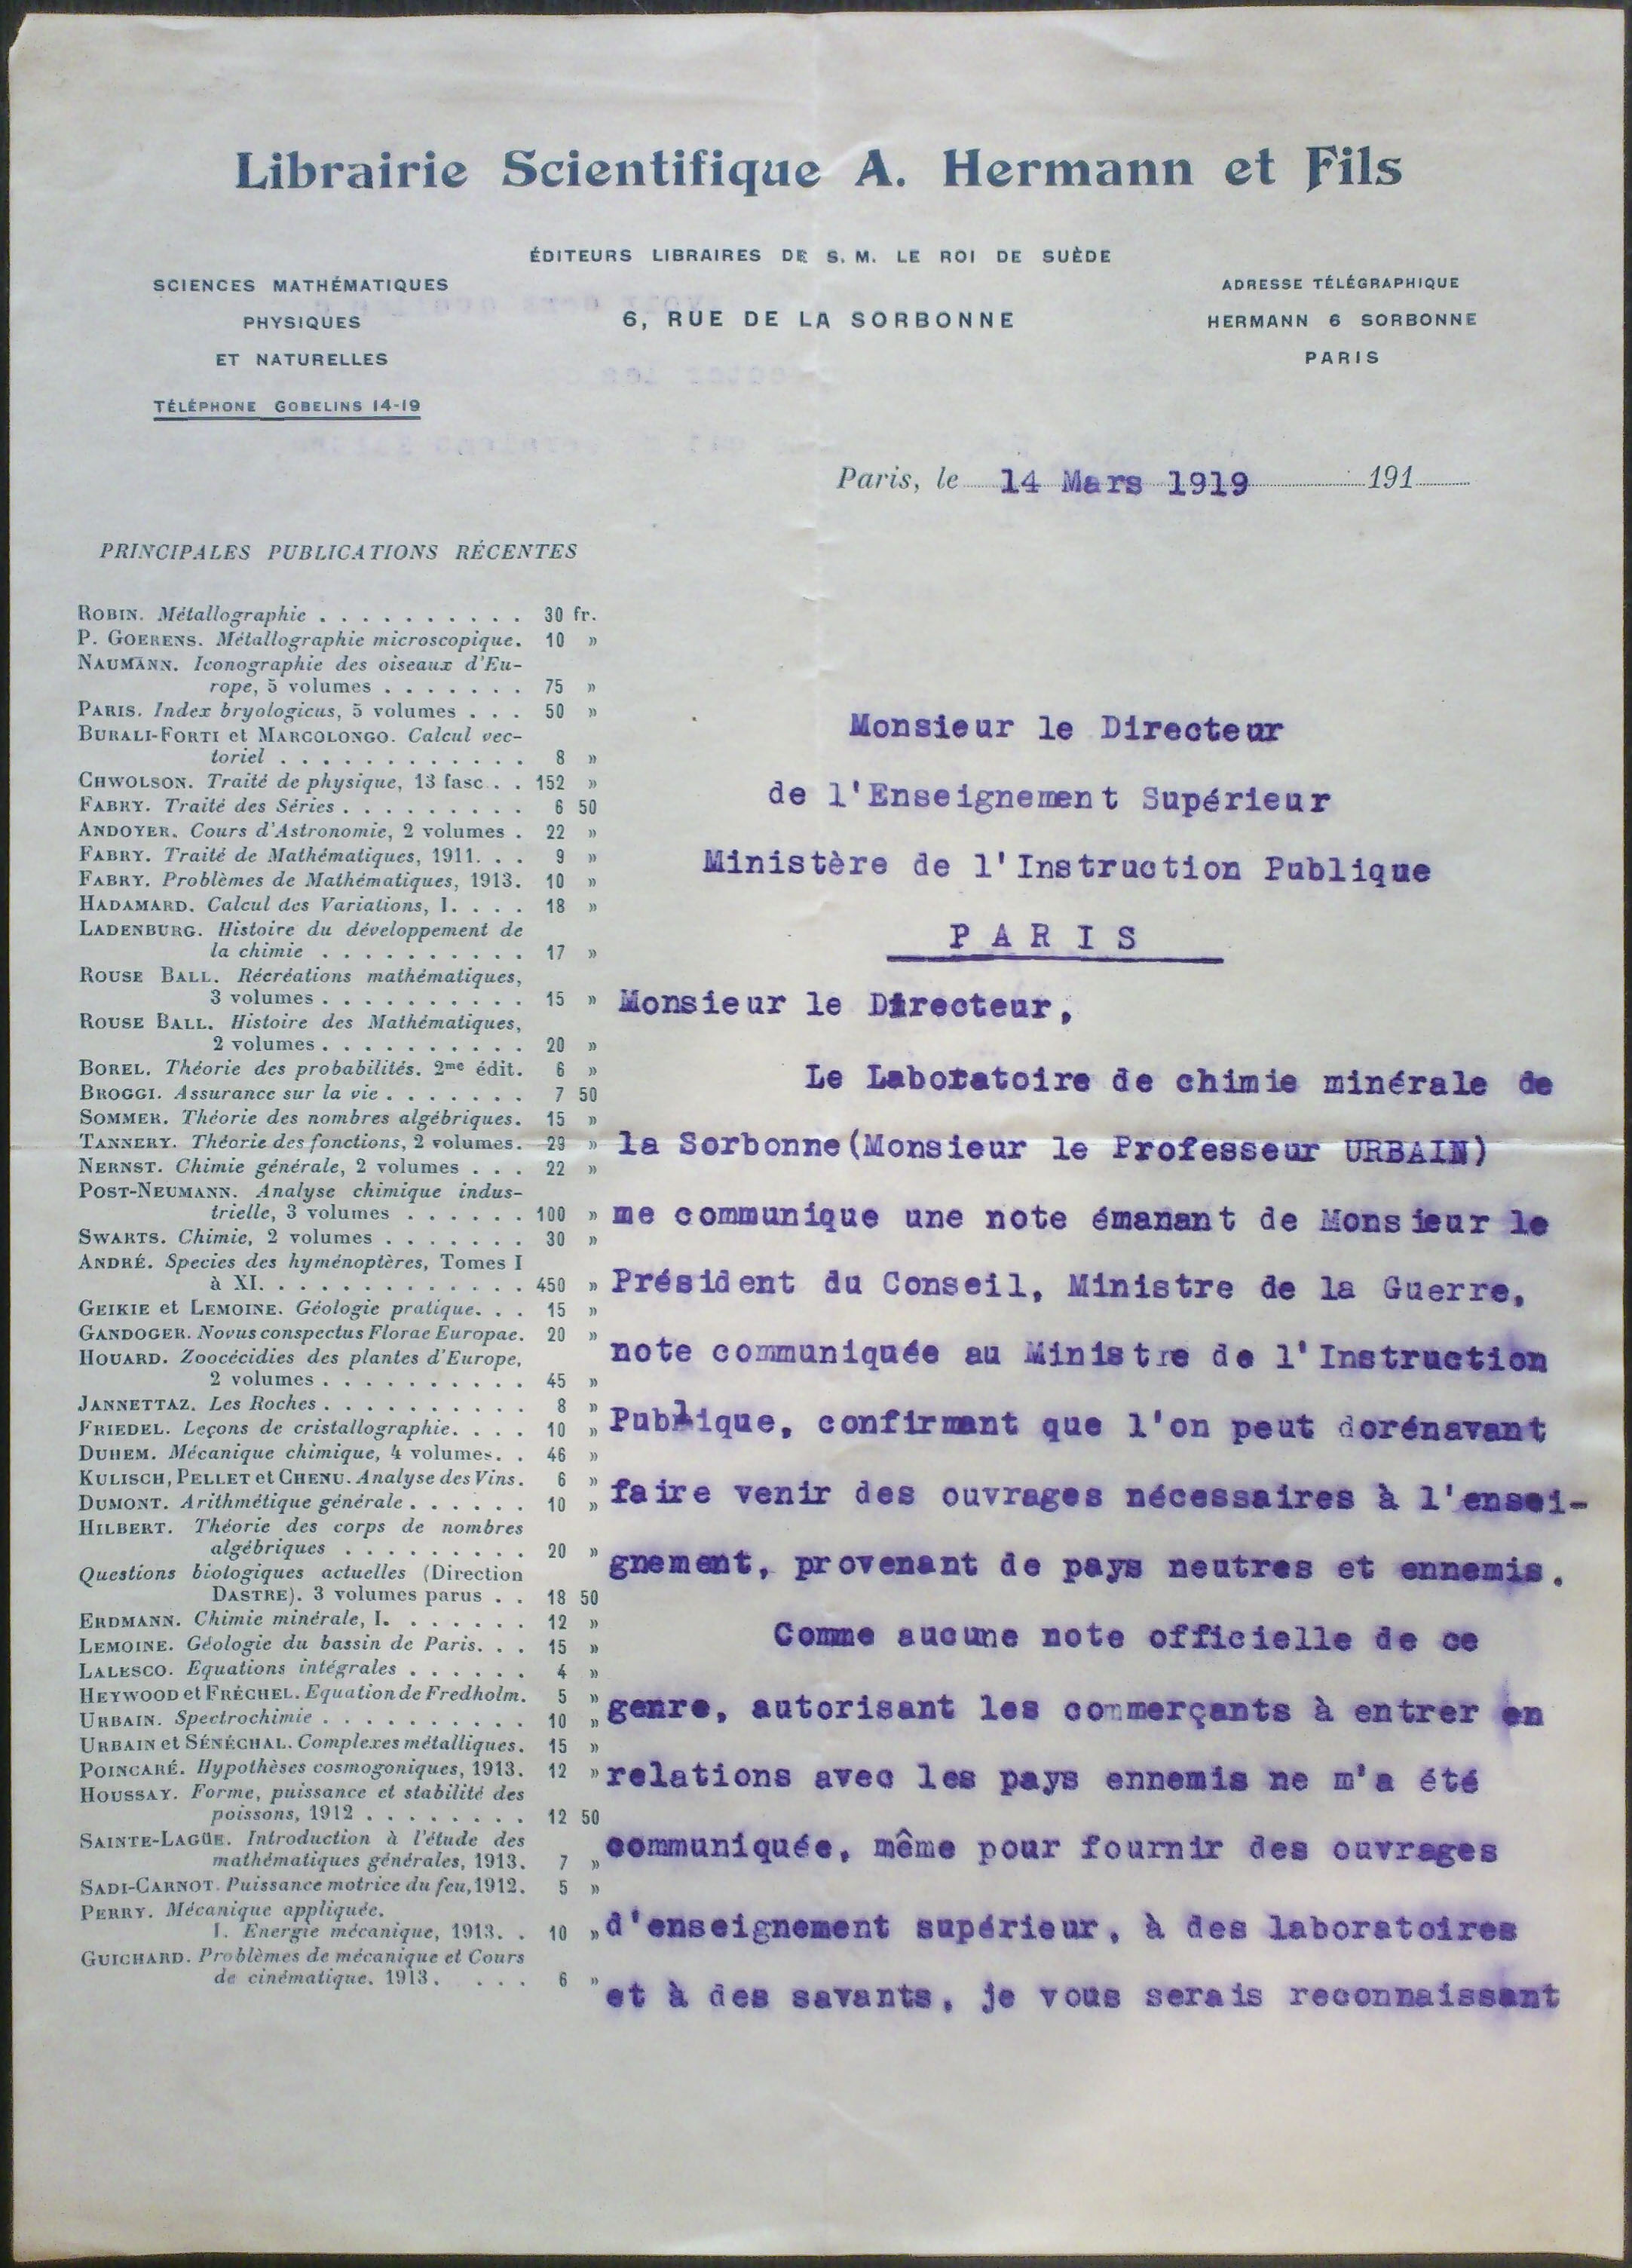 Librairie Scientifique A. Hermann et Fils
ÉDITEURS LIBRAIRES DE S. M. LE ROI DE SUÈDE
6, RUE DE LA SORBONNE
SCIENCES MATHÉMATIQUES
PHYSIQUES
ET NATURELLES
TÉLÉPHONE GOBELINS 14-19
ADRESSE TÉLÉGRAPHIQUE
HERMANN 6 SORBONNE
PARIS
Paris, le 14 Mars 1919 191
PRINCIPALES PUBLICATIONS RÉCENTES
ROBIN. Métallographie . . . . . . . . . . 30 fr.
P. GOERENS. Métallographie microscopique. 10 »
NAUMANN. Iconographie des oiseaux d'Eu-
rope, 5 volumes . . . . . . . 75 »
PARIS. Index bryologicus, 5 volumes . . . 50 »
BURALI-FORTI et MARCOLONGO. Calcul vec-
toriel . . . . . . . . . . . . 8 »
CHWOLSON. Traité de physique, 13 fasc . . 152 »
FABRY. Traité des Séries . . . . . . . . . 6 50
ANDOYER. Cours d'Astronomie, 2 volumes . 22 »
FABRY. Traité de Mathématiques, 1911. . . 9 »
FABRY. Problèmes de Mathématiques, 1913. 10 »
HADAMARD. Calcul des Variations, I. . . . 18 »
LADENBURG. Histoire du développement de
la chimie . . . . . . . . . . 17 »
ROUSE BALL. Récréations mathématiques,
3 volumes . . . . . . . . . . 15 »
ROUSE BALL. Histoire des Mathématiques,
2 volumes . . . . . . . . . . 20 »
BOREL. Théorie des probabilités. 2me édit. 6 »
BROGGI. Assurance sur la vie . . . . . . . 7 50
SOMMER. Théorie des nombres algébriques. 15 »
TANNERY. Théorie des fonctions, 2 volumes. 29 »
NERNST. Chimie générale, 2 volumes . . . 22 »
POST-NEUMANN. Analyse chimique indus-
trielle, 3 volumes . . . . . . 100 »
SWARTS. Chimie, 2 volumes . . . . . . . 30 »
ANDRÉ. Species des hyménoptères, Tomes I
à XI. . . . . . . . . . . . . 450 »
GEIKIE et LEMOINE. Géologie pratique. . . 15 »
GANDOGER. Novus conspectus Florae Europae. 20 »
HOUARD. Zoocécidies des plantes d'Europe,
2 volumes . . . . . . . . . . 45 »
JANNETTAZ. Les Roches . . . . . . . . . . 8 »
FRIEDEL. Leçons de cristallographie. . . . 10 »
DUHEM. Mécanique chimique, 4 volumes. . 46 »
KULISCH, PELLET et CHENU. Analyse des Vins. 6 »
DUMONT. Arithmétique générale . . . . . . 10 »
HILBERT. Théorie des corps de nombres
algébriques . . . . . . . . . 20 »
Questions biologiques actuelles (Direction
DASTRE). 3 volumes parus . . 18 50
ERDMANN. Chimie minérale, I. . . . . . . 12 »
LEMOINE. Géologie du bassin de Paris. . . 15 »
LALESCO. Equations intégrales . . . . . . 4 »
HEYWOOD et FRÉCHEL. Equation de Fredholm. 5 »
URBAIN. Spectrochimie . . . . . . . . . . 10 »
URBAIN et SÉNÉCHAL. Complexes métalliques. 15 »
POINCARÉ. Hypothèses cosmogoniques, 1913. 12 »
HOUSSAY. Forme, puissance et stabilité des
poissons, 1912 . . . . . . . . 12 50
SAINTE-LAGÜE. Introduction à l'étude des
mathématiques générales, 1913. 7 »
SADI-CARNOT. Puissance motrice du feu, 1912. 5 »
PERRY. Mécanique appliquée.
I. Energie mécanique, 1913. . 10 »
GUICHARD. Problèmes de mécanique et Cours
de cinématique. 1913. . . . 6 »
Monsieur le Directeur
de l'Enseignement Supérieur
Ministère de l'Instruction Publique
P A R I S
Monsieur le Directeur,
Le Laboratoire de chimie minérale de
la Sorbonne(Monsieur le Professeur URBAIN)
me communique une note émanant de Monsieur le
Président du Conseil, Ministre de la Guerre,
note communiquée au Ministre de l'Instruction
Publique, confirmant que l'on peut dorénavant
faire venir des ouvrages nécessaires à l'ensei-
gnement, provenant de pays neutres et ennemis.
Comme aucune note officielle de ce
genre, autorisant les commerçants à entrer en
relations avec les pays ennemis ne m'a été
communiquée, même pour fournir des ouvrages
d'enseignement supérieur, à des laboratoires
et à des savants, je vous serais reconnaissant